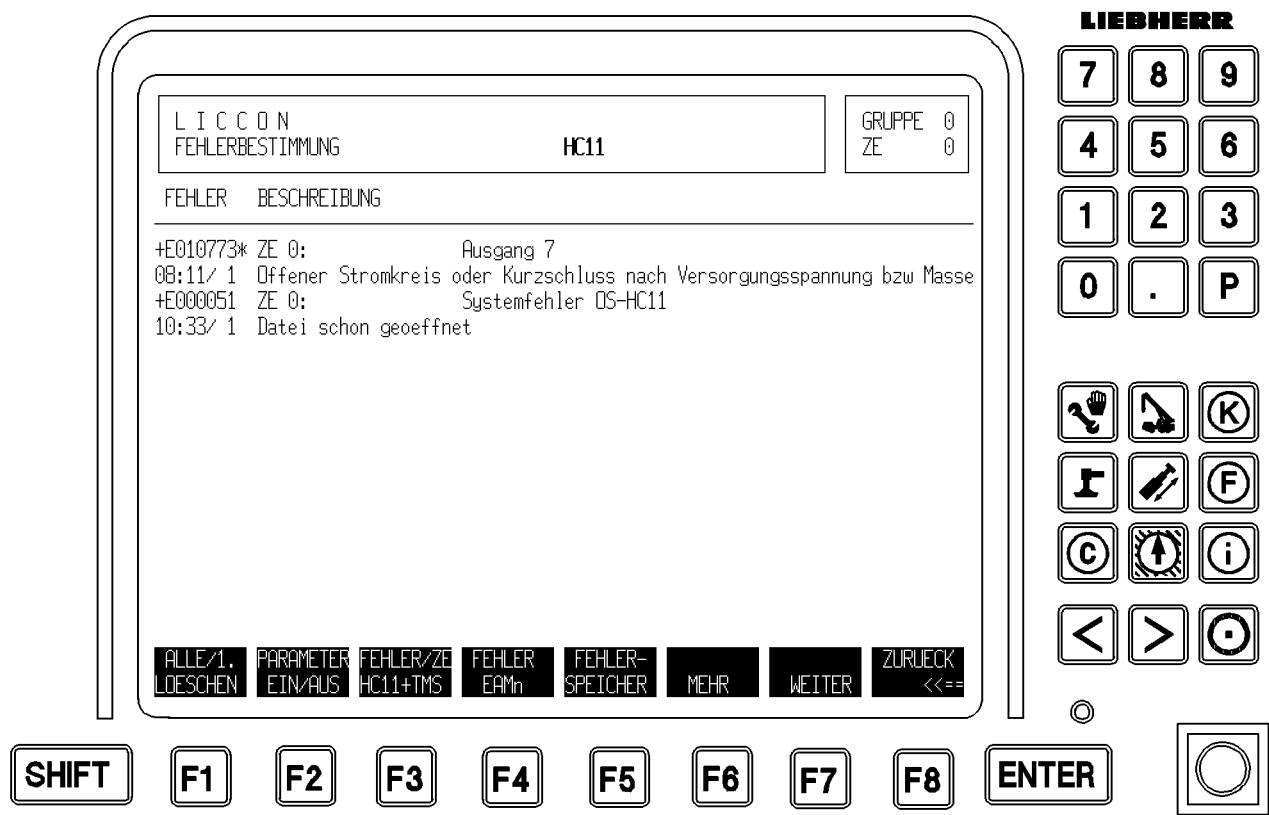 LIEBHERR
LICCON
FEHLERBESTIMMUNG HC11
GRUPPE 0
ZE 0
FEHLER BESCHREIBUNG
+E010773* ZE 0: Ausgang 7
08:11/ 1 Offener Stromkreis oder Kurzschluss nach Versorgungsspannung bzw Masse
+E000051 ZE 0: Systemfehler OS-HC11
10:33/ 1 Datei schon geoeffnet
ALLE/1. PARAMETER FEHLER/ZE FEHLER FEHLER- ZURUECK
LOESCHEN EIN/AUS HC11+TMS EAMn SPEICHER MEHR WEITER <<==
7 8 9
4 5 6
1 2 3
0 . P
K
F
C i
< >
SHIFT F1 F2 F3 F4 F5 F6 F7 F8 ENTER